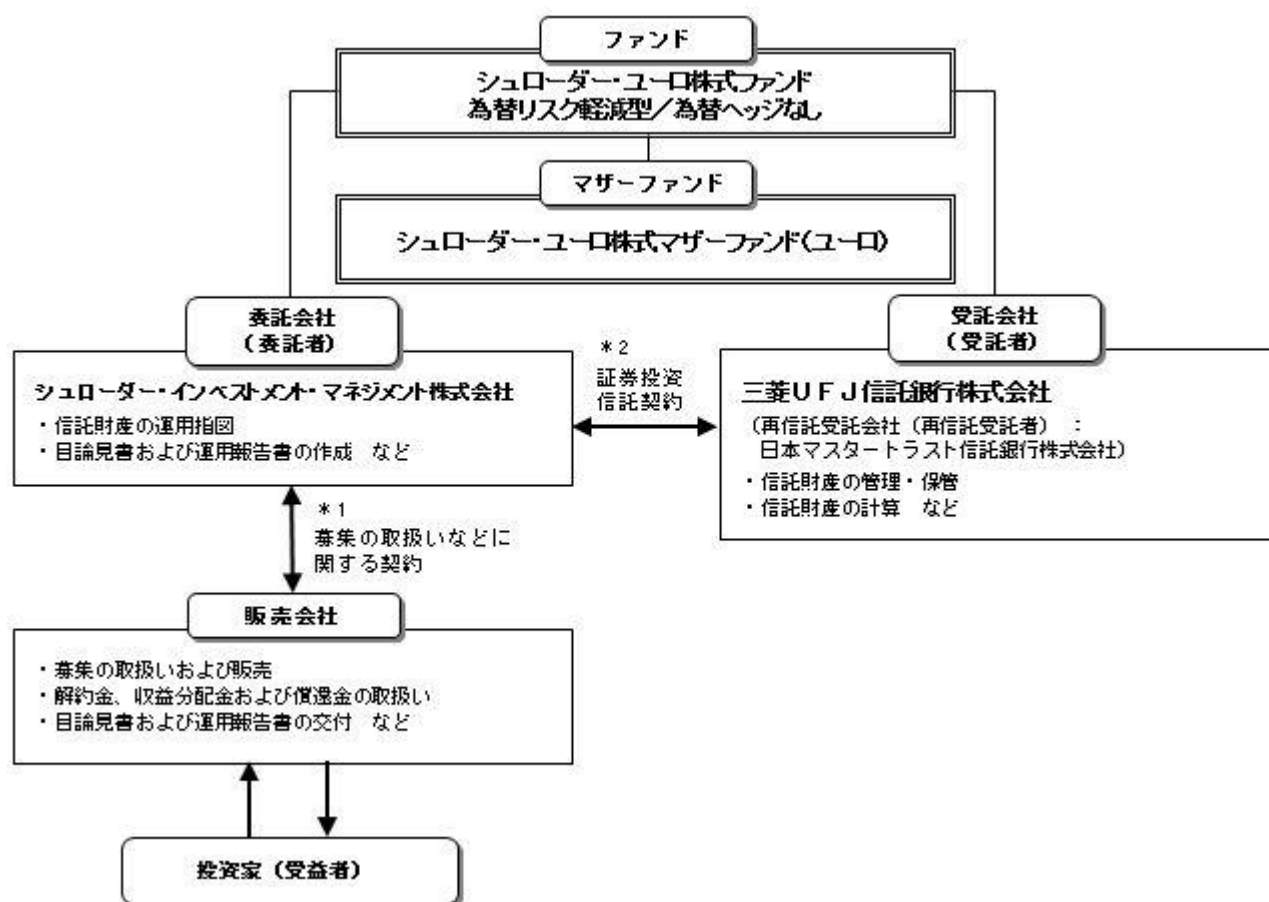 ファンド
シュローダー・ユーロ株式ファンド
為替リスク軽減型／為替ヘッジなし
マザーファンド
シュローダー・ユーロ株式マザーファンド(ユーロ)
委託会社
（委託者）
シュローダー・インベストメント・マネジメント株式会社
・信託財産の運用指図
・目論見書および運用報告書の作成　など
＊2
証券投資
信託契約
受託会社
（受託者）
三菱ＵＦＪ信託銀行株式会社
（再信託受託会社（再信託受託者）　：
日本マスタートラスト信託銀行株式会社）
・信託財産の管理・保管
・信託財産の計算　など
＊1
募集の取扱いなどに
関する契約
販売会社
・募集の取扱いおよび販売
・解約金、収益分配金および償還金の取扱い
・目論見書および運用報告書の交付　など
投資家（受益者）